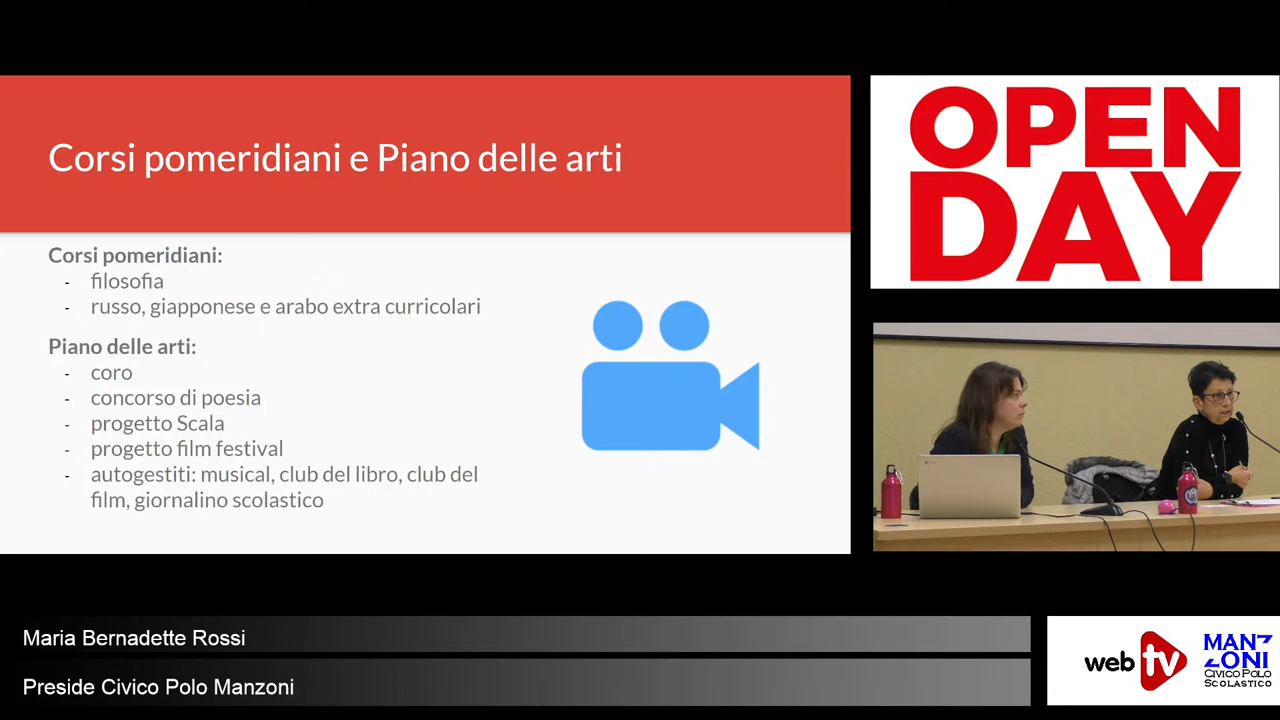 Corsi pomeridiani e Piano delle arti
Corsi pomeridiani:
- filosofia
- russo, giapponese e arabo extra curricolari
Piano delle arti:
- coro
- concorso di poesia
- progetto Scala
- progetto film festival
- autogestiti: musical, club del libro, club del
film, giornalino scolastico
OPEN
DAY
Maria Bernadette Rossi
Preside Civico Polo Manzoni
web tv
MANZ
ZONI
CIVICO POLO
SCOLASTICO